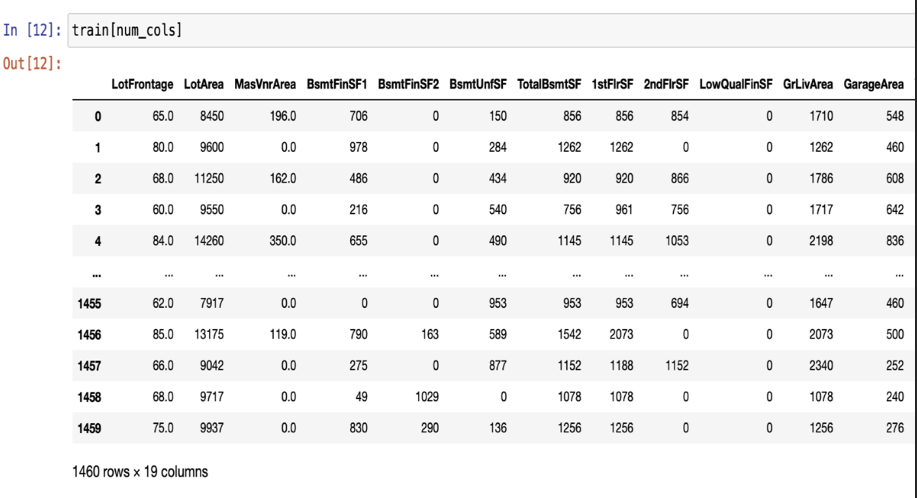 In [12]: train[num_cols]
Out[12]:
LotFrontage LotArea MasVnrArea BsmtFinSF1 BsmtFinSF2 BsmtUnfSF TotalBsmtSF 1stFlrSF 2ndFlrSF LowQualFinSF GrLivArea GarageArea
0 65.0 8450 196.0 706 0 150 856 856 854 0 1710 548
1 80.0 9600 0.0 978 0 284 1262 1262 0 0 1262 460
2 68.0 11250 162.0 486 0 434 920 920 866 0 1786 608
3 60.0 9550 0.0 216 0 540 756 961 756 0 1717 642
4 84.0 14260 350.0 655 0 490 1145 1145 1053 0 2198 836
... ... ... ... ... ... ... ... ... ... ... ... ...
1455 62.0 7917 0.0 0 0 953 953 953 694 0 1647 460
1456 85.0 13175 119.0 790 163 589 1542 2073 0 0 2073 500
1457 66.0 9042 0.0 275 0 877 1152 1188 1152 0 2340 252
1458 68.0 9717 0.0 49 1029 0 1078 1078 0 0 1078 240
1459 75.0 9937 0.0 830 290 136 1256 1256 0 0 1256 276
1460 rows × 19 columns